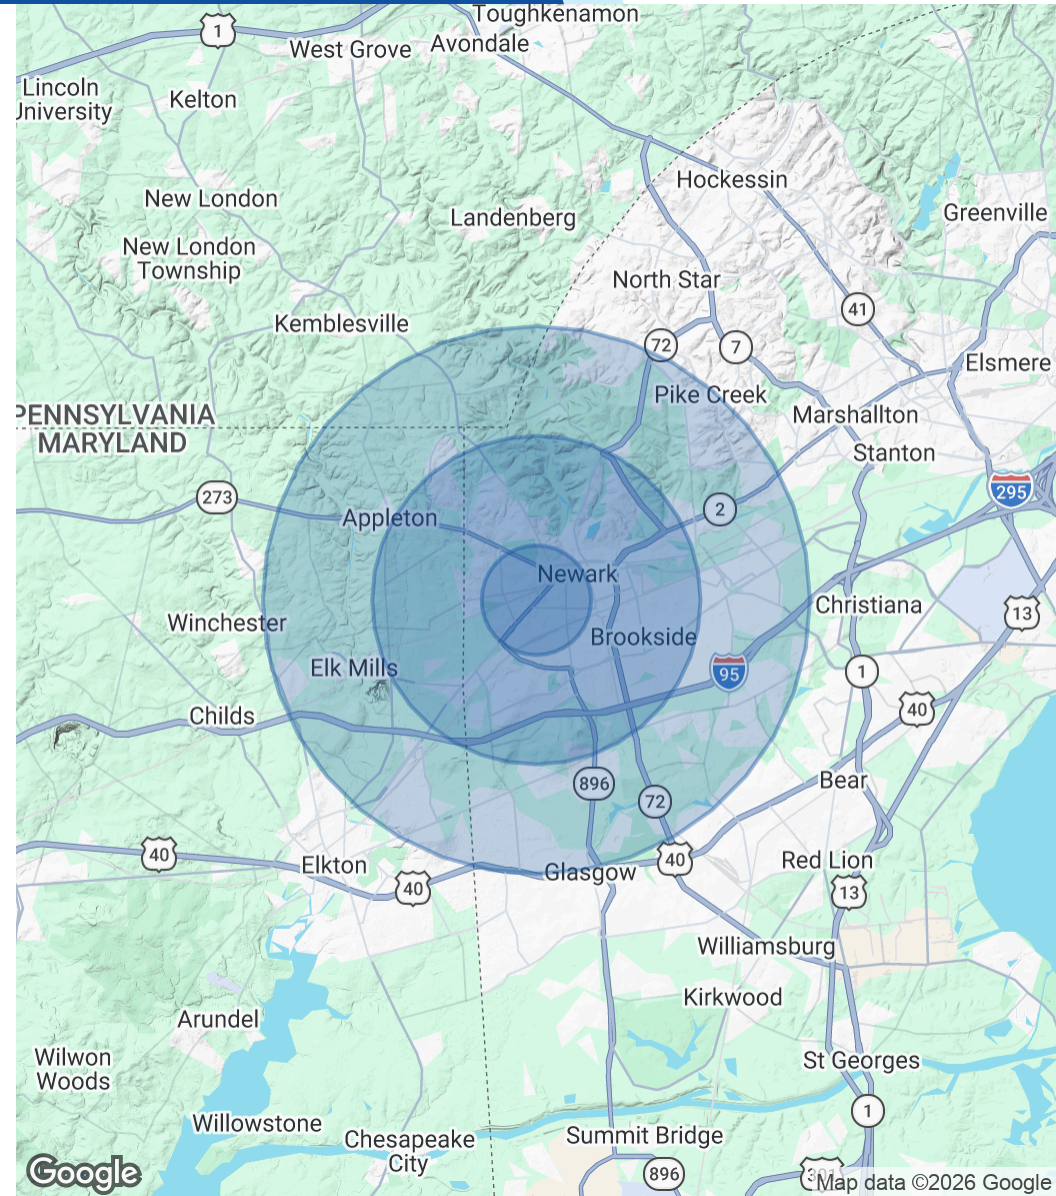 Toughkenamon
1
West Grove
Avondale
Lincoln
University
Kelton
Hockessin
New London
Landenberg
Greenville
New London
Township
North Star
41
Kemblesville
72
7
Elsmere
Pike Creek
PENNSYLVANIA
MARYLAND
Marshallton
Stanton
273
295
2
Appleton
Newark
Christiana
13
Winchester
Brookside
Elk Mills
95
1
Childs
40
896
Bear
72
40
Elkton
Glasgow
40
Red Lion
40
13
Williamsburg
Kirkwood
Arundel
Wilwon
Woods
St Georges
1
Willowstone
Chesapeake
City
Summit Bridge
Google
896
301
Map data ©2026 Google